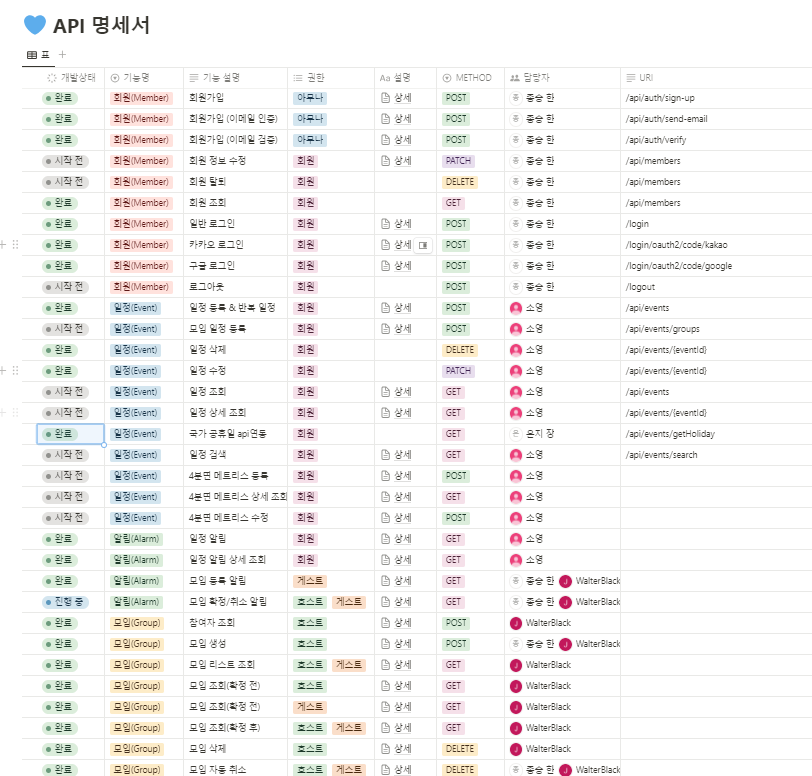 💙 API 명세서
표 +
개발상태 기능명 기능 설명 권한 Aa 설명 METHOD 담당자 URI
완료 회원(Member) 회원가입 아무나 상세 POST 종승 한 /api/auth/sign-up
완료 회원(Member) 회원가입 (이메일 인증) 아무나 상세 POST 종승 한 /api/auth/send-email
완료 회원(Member) 회원가입 (이메일 검증) 아무나 상세 POST 종승 한 /api/auth/verify
시작 전 회원(Member) 회원 정보 수정 회원 상세 PATCH 종승 한 /api/members
시작 전 회원(Member) 회원 탈퇴 회원 DELETE 종승 한 /api/members
완료 회원(Member) 회원 조회 회원 GET 종승 한 /api/members
완료 회원(Member) 일반 로그인 회원 상세 POST 종승 한 /login
완료 회원(Member) 카카오 로그인 회원 상세 POST 종승 한 /login/oauth2/code/kakao
완료 회원(Member) 구글 로그인 회원 상세 POST 종승 한 /login/oauth2/code/google
시작 전 회원(Member) 로그아웃 회원 POST 종승 한 /logout
완료 일정(Event) 일정 등록 & 반복 일정 회원 상세 POST 소영 /api/events
시작 전 일정(Event) 모임 일정 등록 회원 상세 POST 소영 /api/events/groups
완료 일정(Event) 일정 삭제 회원 DELETE 소영 /api/events/{eventId}
완료 일정(Event) 일정 수정 회원 PATCH 소영 /api/events/{eventId}
시작 전 일정(Event) 일정 조회 회원 상세 GET 소영 /api/events
시작 전 일정(Event) 일정 상세 조회 회원 상세 GET 소영 /api/events/{eventId}
완료 일정(Event) 국가 공휴일 api연동 회원 GET 은지 장 /api/events/getHoliday
시작 전 일정(Event) 일정 검색 회원 상세 GET 소영 /api/events/search
시작 전 일정(Event) 4분면 메트리스 등록 회원 상세 POST 소영
시작 전 일정(Event) 4분면 메트리스 상세 조회 회원 상세 GET 소영
시작 전 일정(Event) 4분면 메트리스 수정 회원 상세 POST 소영
완료 알림(Alarm) 일정 알림 회원 상세 GET 소영
완료 알림(Alarm) 일정 알림 상세 조회 회원 상세 GET 소영
완료 알림(Alarm) 모임 등록 알림 게스트 상세 GET 종승 한 J WalterBlack
진행 중 알림(Alarm) 모임 확정/취소 알림 호스트 게스트 상세 GET 종승 한 J WalterBlack
완료 모임(Group) 참여자 조회 호스트 상세 POST J WalterBlack
완료 모임(Group) 모임 생성 호스트 상세 POST 종승 한 J WalterBlack
완료 모임(Group) 모임 리스트 조회 호스트 게스트 상세 GET J WalterBlack
완료 모임(Group) 모임 조회(확정 전) 호스트 상세 GET J WalterBlack
완료 모임(Group) 모임 조회(확정 전) 게스트 상세 GET J WalterBlack
완료 모임(Group) 모임 조회(확정 후) 호스트 게스트 상세 GET J WalterBlack
완료 모임(Group) 모임 삭제 호스트 상세 DELETE J WalterBlack
완료 모임(Group) 모임 자동 취소 호스트 게스트 상세 DELETE 종승 한 J WalterBlack